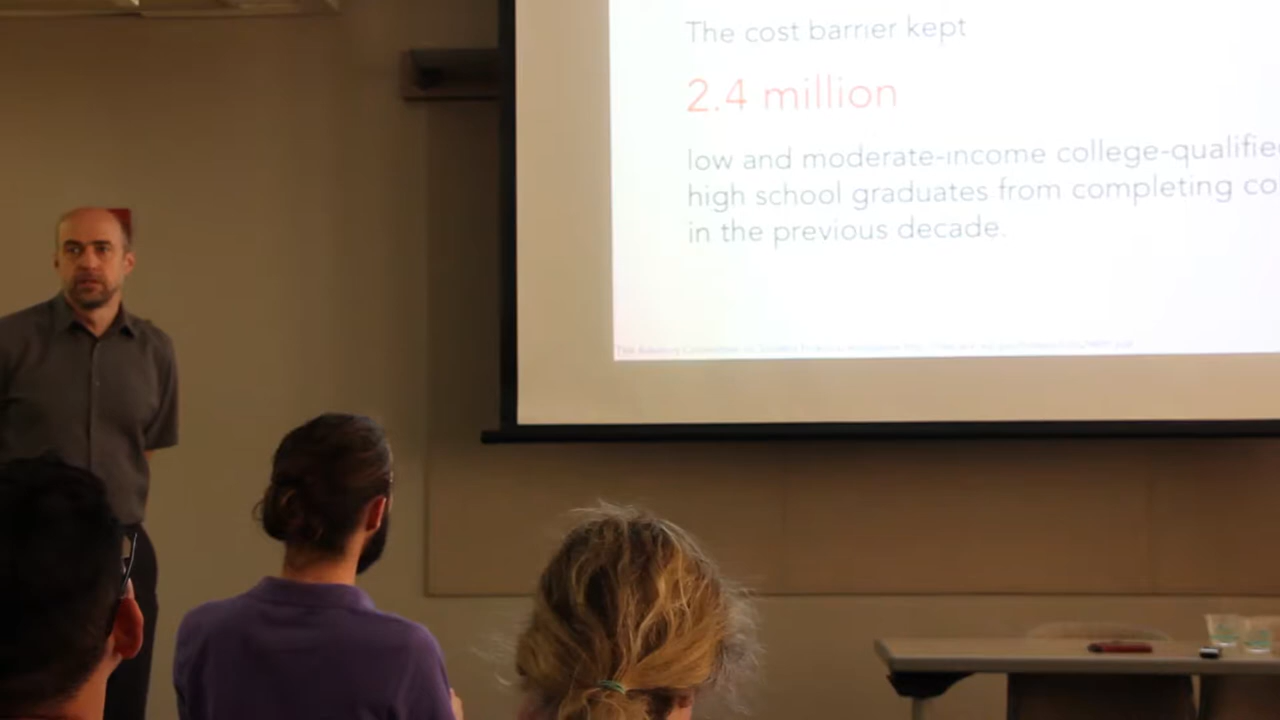 The cost barrier kept
2.4 million
low and moderate-income college-qualifie
high school graduates from completing co
in the previous decade.